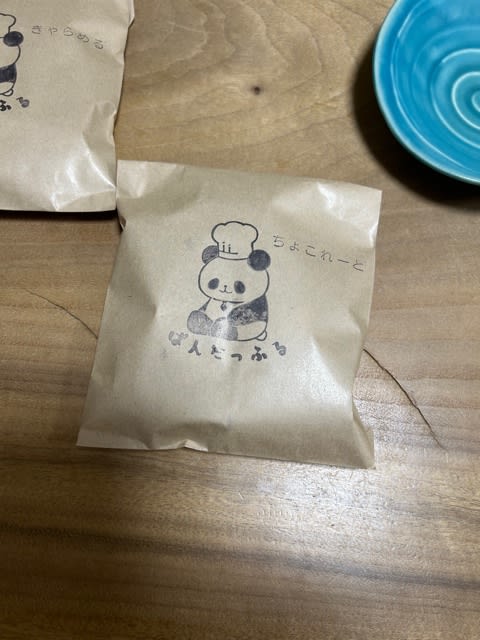 きゃらめる
ちょこれーと
ぱんだっふる